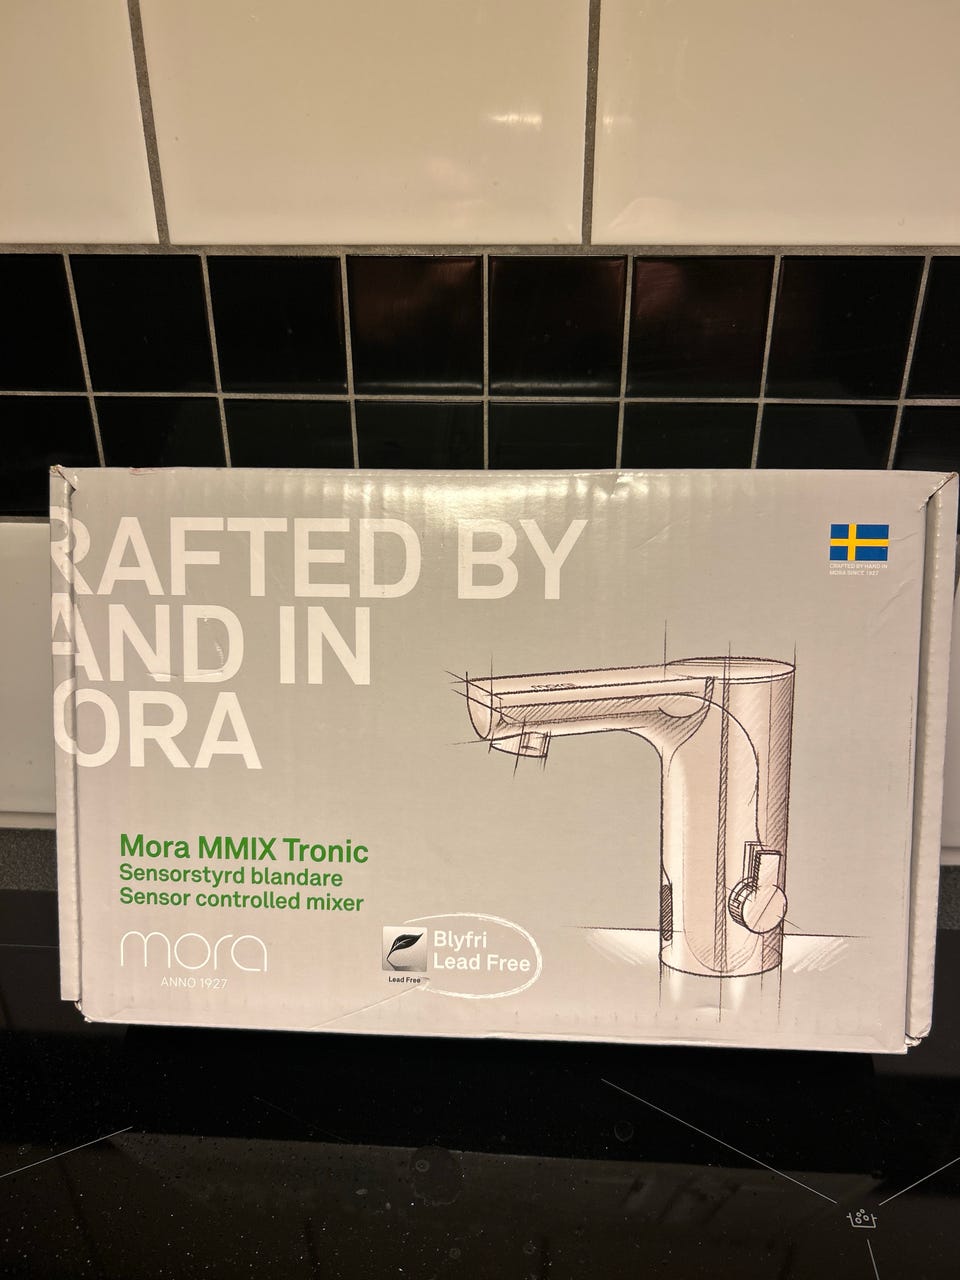 RAFTED BY
AND IN
ORA
CRAFTED BY HAND IN
MORA SINCE 1927
mora
Mora MMIX Tronic
Sensorstyrd blandare
Sensor controlled mixer
mora
ANNO 1927
Lead Free
Blyfri
Lead Free